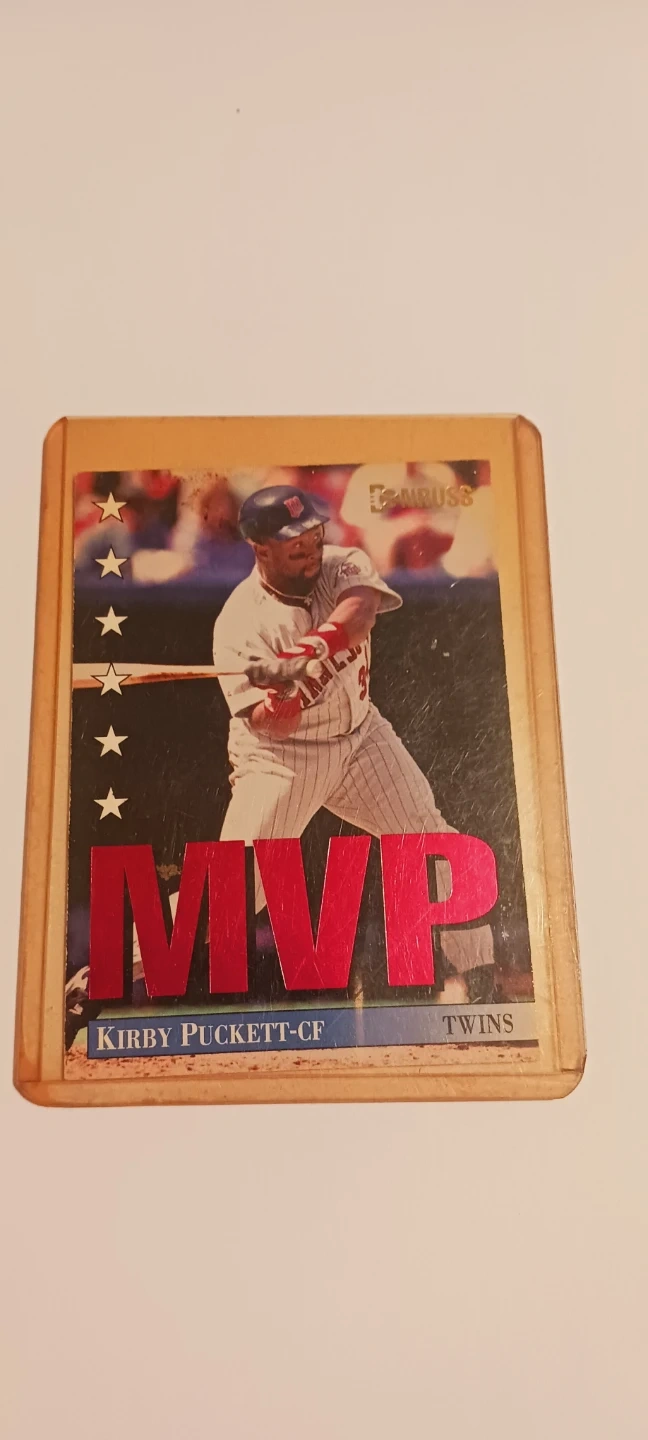 DONRUSS
MVP
KIRBY PUCKETT-CF
TWINS